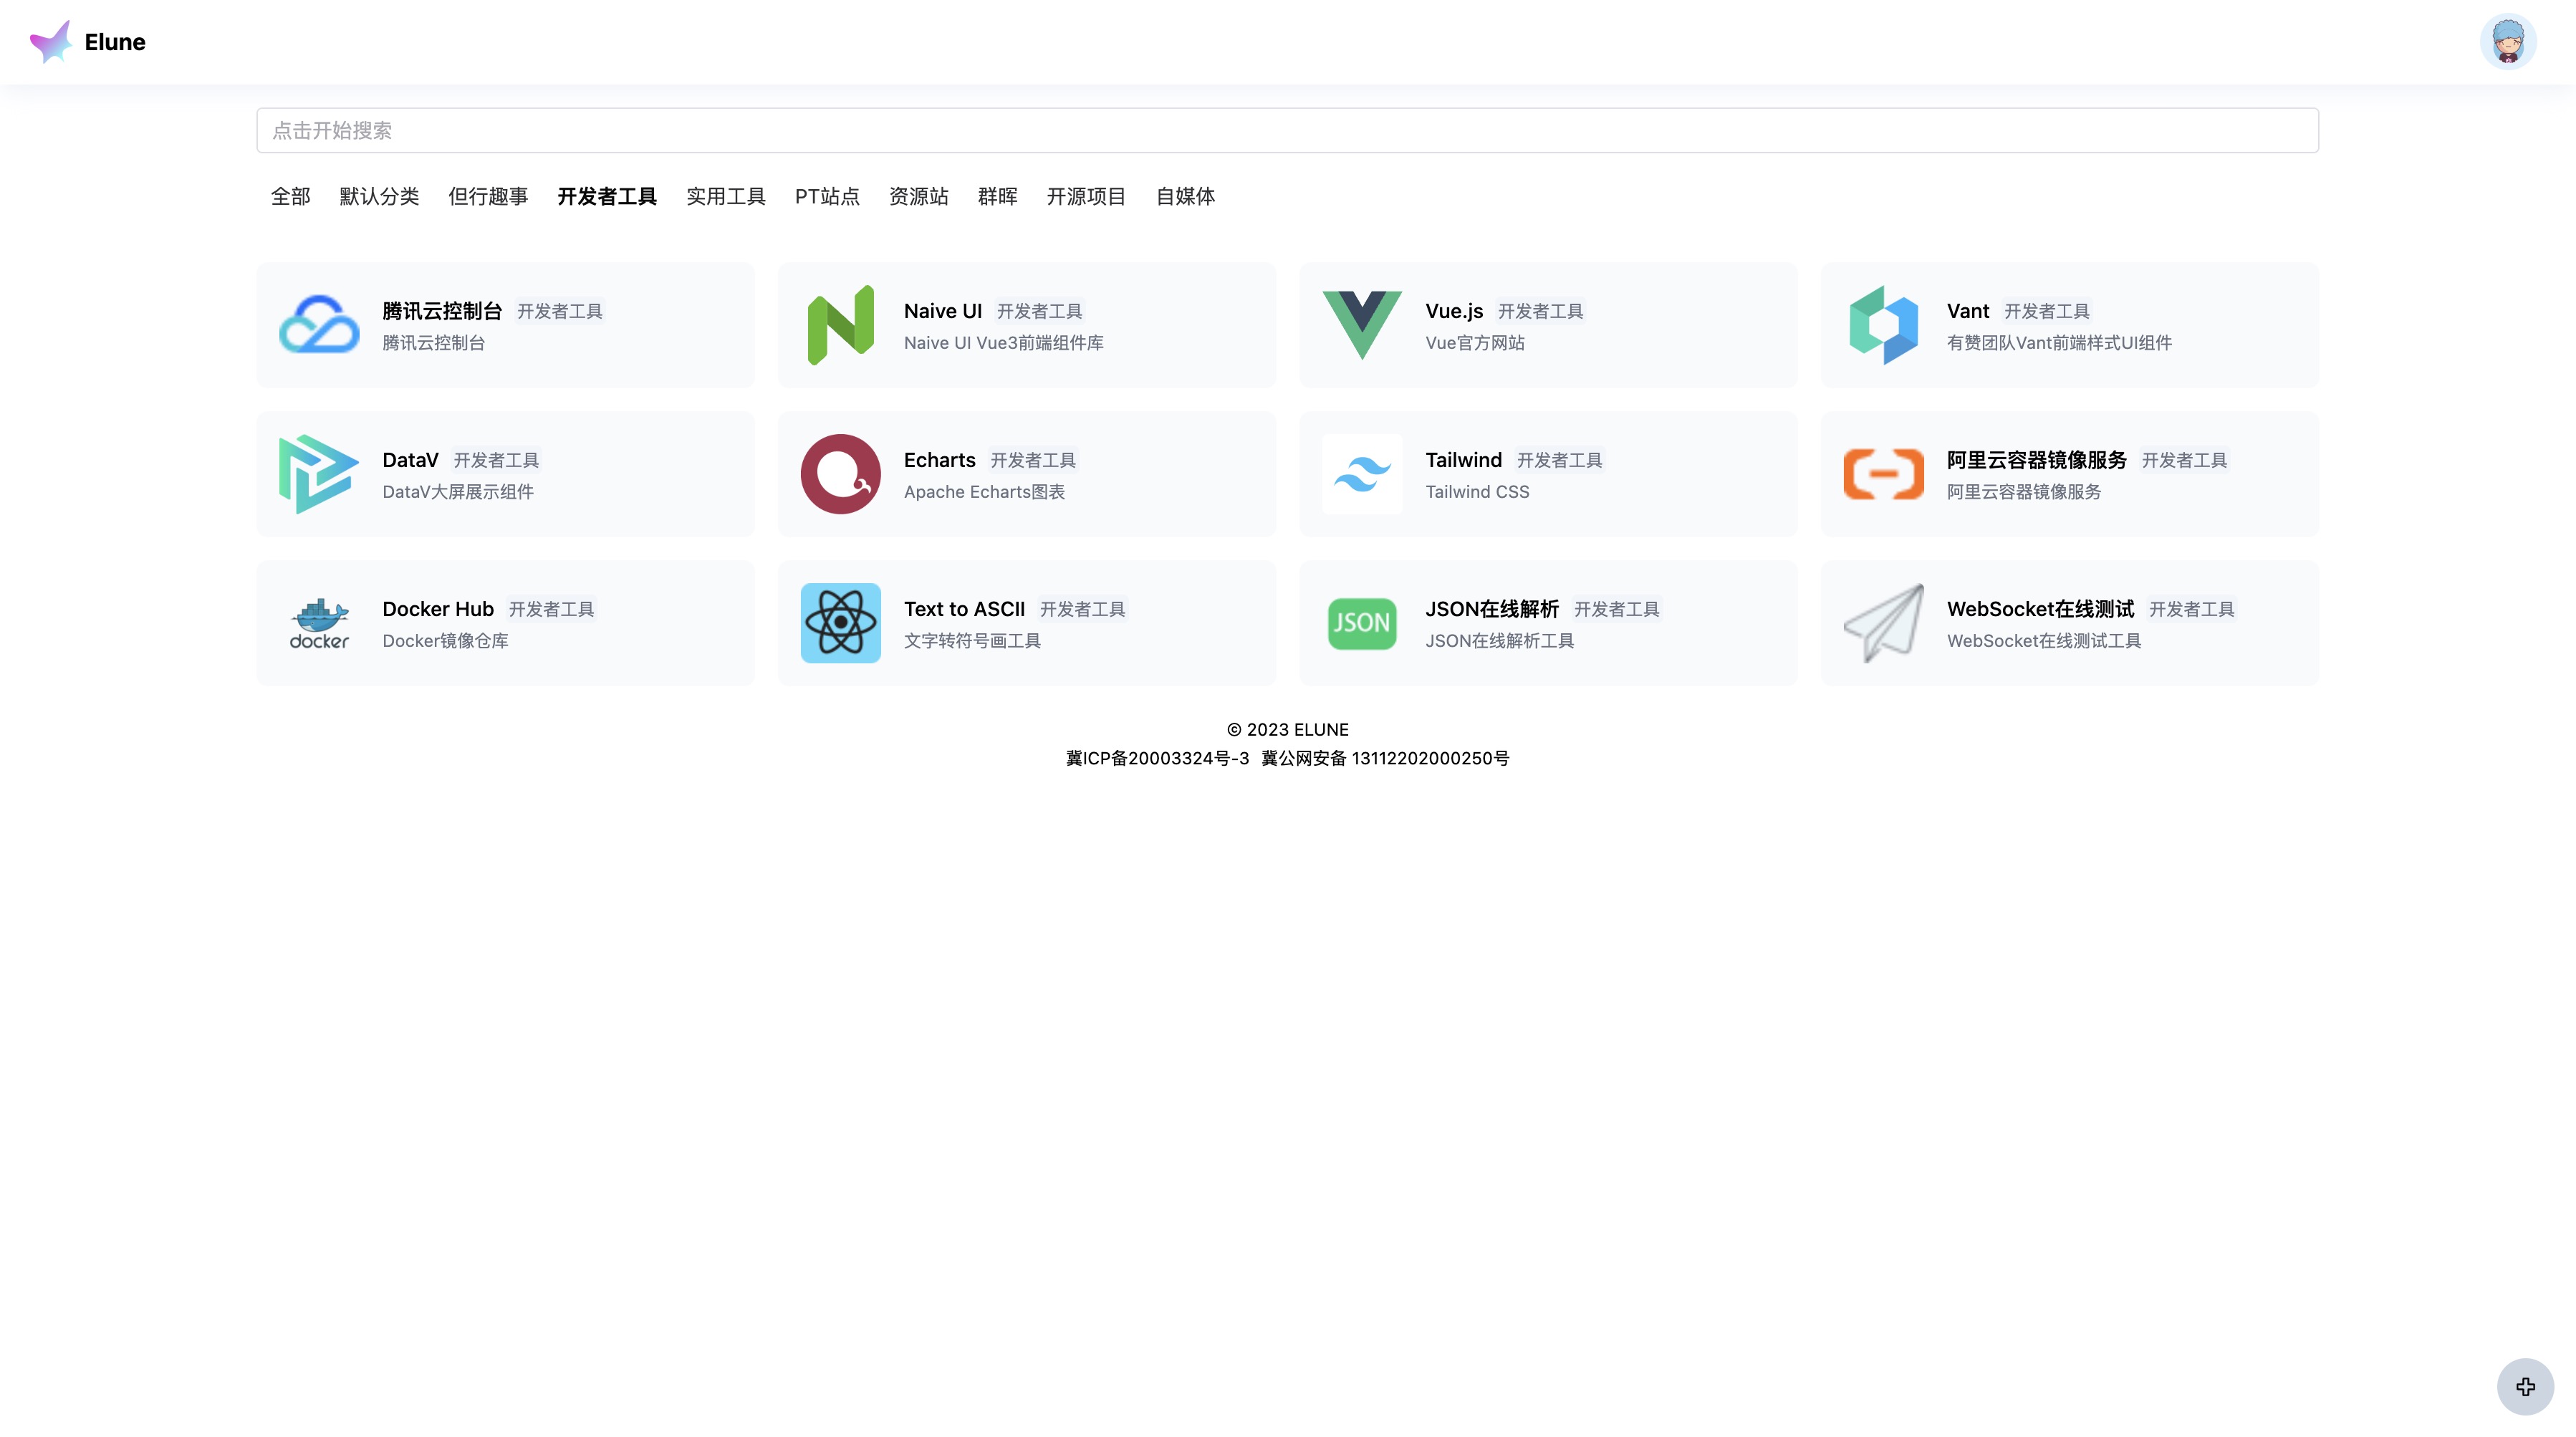 Elune
点击开始搜索
全部 默认分类 但行趣事 开发者工具 实用工具 PT站点 资源站 群晖 开源项目 自媒体
腾讯云控制台 开发者工具
腾讯云控制台
Naive UI 开发者工具
Naive UI Vue3前端组件库
Vue.js 开发者工具
Vue官方网站
Vant 开发者工具
有赞团队Vant前端样式UI组件
DataV 开发者工具
DataV大屏展示组件
Echarts 开发者工具
Apache Echarts图表
Tailwind 开发者工具
Tailwind CSS
阿里云容器镜像服务 开发者工具
阿里云容器镜像服务
docker
Docker Hub 开发者工具
Docker镜像仓库
Text to ASCII 开发者工具
文字转符号画工具
JSON
JSON在线解析 开发者工具
JSON在线解析工具
WebSocket在线测试 开发者工具
WebSocket在线测试工具
© 2023 ELUNE
冀ICP备20003324号-3 冀公网安备 13112202000250号